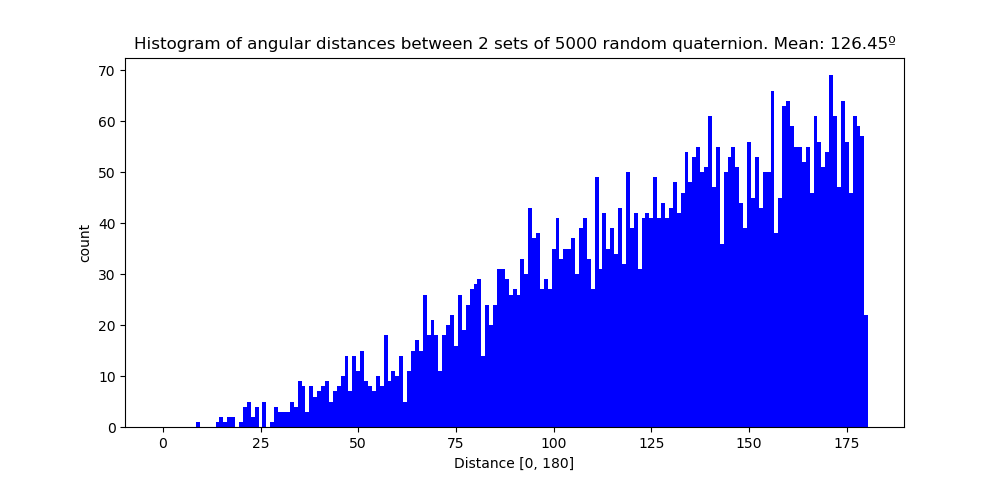 Histogram of angular distances between 2 sets of 5000 random quaternion. Mean: 126.45º
70
60
50
40
30
20
10
0
count
0 25 50 75 100 125 150 175
Distance [0, 180]